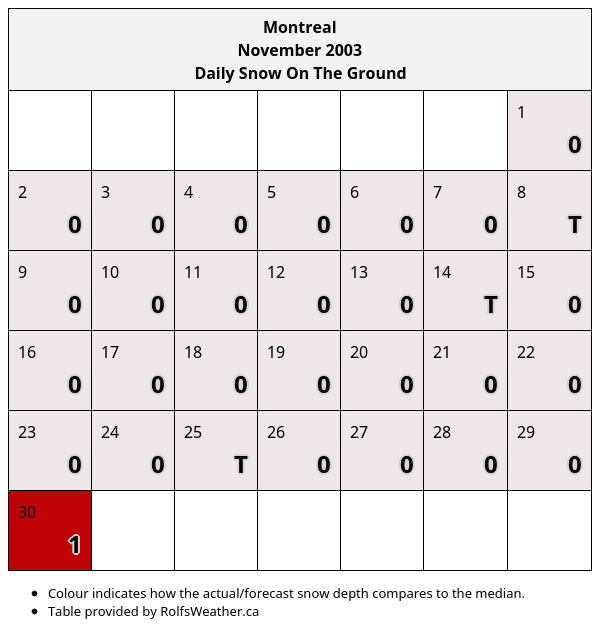 Montreal
November 2003
Daily Snow On The Ground
1
0
2 3 4 5 6 7 8
0 0 0 0 0 0 T
9 10 11 12 13 14 15
0 0 0 0 0 T 0
16 17 18 19 20 21 22
0 0 0 0 0 0 0
23 24 25 26 27 28 29
0 0 T 0 0 0 0
30
1
• Colour indicates how the actual/forecast snow depth compares to the median.
• Table provided by RolfsWeather.ca